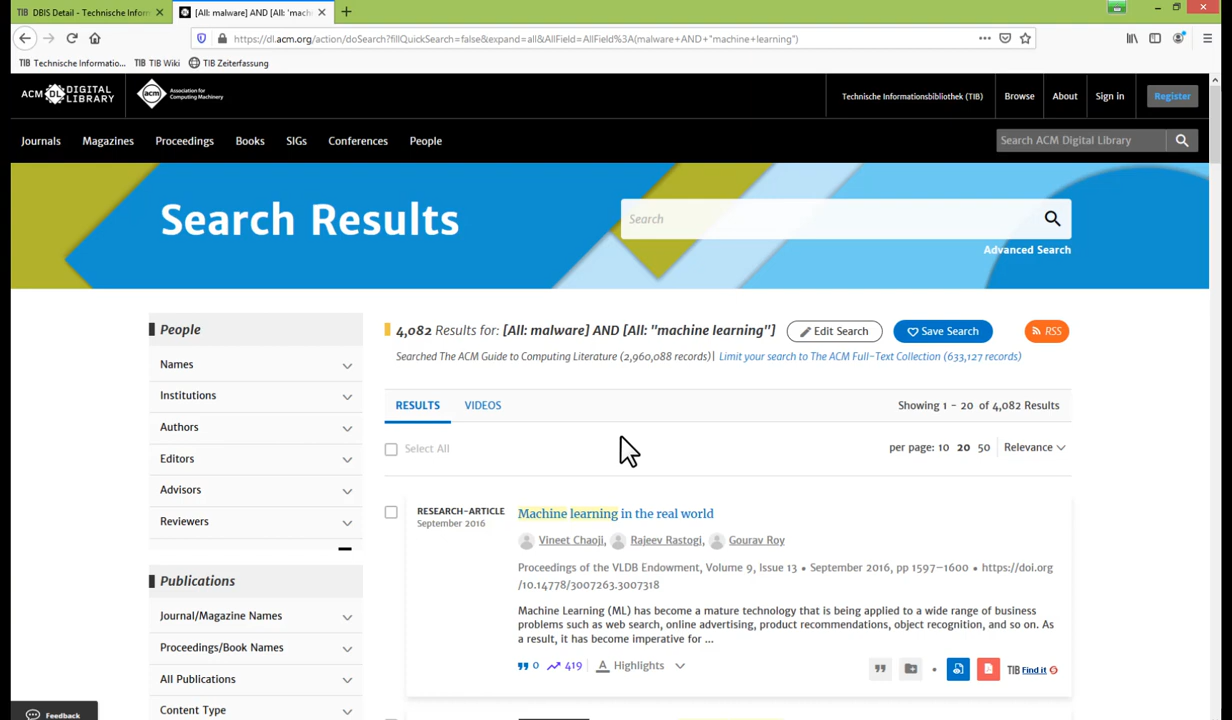 TIB DBIS Detail - Technische Inform
[All: malware] AND [All: "mach
https://dl.acm.org/action/doSearch?fillQuickSearch=false&expand=all&AllField=AllField%3A(malware+AND+"machine+learning")
TIB Technische Informatio...
TIB TIB Wiki
TIB Zeiterfassung
ACM DL DIGITAL LIBRARY
acm Association for Computing Machinery
Technische Informationsbibliothek (TIB)
Browse
About
Sign in
Register
Journals
Magazines
Proceedings
Books
SIGs
Conferences
People
Search ACM Digital Library
Search Results
Search
Advanced Search
People
Names
Institutions
Authors
Editors
Advisors
Reviewers
Publications
Journal/Magazine Names
Proceedings/Book Names
All Publications
Content Type
Feedback
4,082 Results for: [All: malware] AND [All: "machine learning"]
Edit Search
Save Search
RSS
Searched The ACM Guide to Computing Literature (2,960,088 records)| Limit your search to The ACM Full-Text Collection (633,127 records)
RESULTS
VIDEOS
Showing 1 - 20 of 4,082 Results
Select All
per page: 10 20 50
Relevance
RESEARCH-ARTICLE
September 2016
Machine learning in the real world
Vineet Chaoji, Rajeev Rastogi, Gourav Roy
Proceedings of the VLDB Endowment, Volume 9, Issue 13 • September 2016, pp 1597–1600 • https://doi.org
/10.14778/3007263.3007318
Machine Learning (ML) has become a mature technology that is being applied to a wide range of business
problems such as web search, online advertising, product recommendations, object recognition, and so on. As
a result, it has become imperative for ...
0
419
A Highlights
TIB Find it